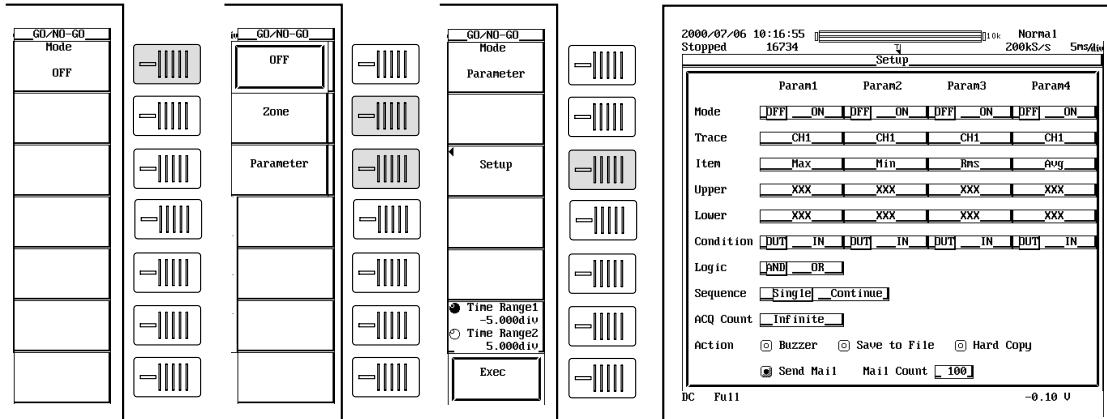 GO/NO-GO
Mode
OFF
GO/NO-GO
OFF
Zone
Parameter
GO/NO-GO
Mode
Parameter
Setup
Time Range1
-5.000div
Time Range2
5.000div
Exec
2000/07/06 10:16:55 10k Normal
Stopped 16734 200kS/s 5ms/div
Setup
Param1 Param2 Param3 Param4
Mode OFF ON OFF ON OFF ON OFF ON
Trace CH1 CH1 CH1 CH1
Item Max Min Rms Avg
Upper XXX XXX XXX XXX
Lower XXX XXX XXX XXX
Condition OUT IN OUT IN OUT IN OUT IN
Logic AND OR
Sequence Single Continue
ACQ Count Infinite
Action Buzzer Save to File Hard Copy
Send Mail Mail Count 100
DC Full -0.10 V